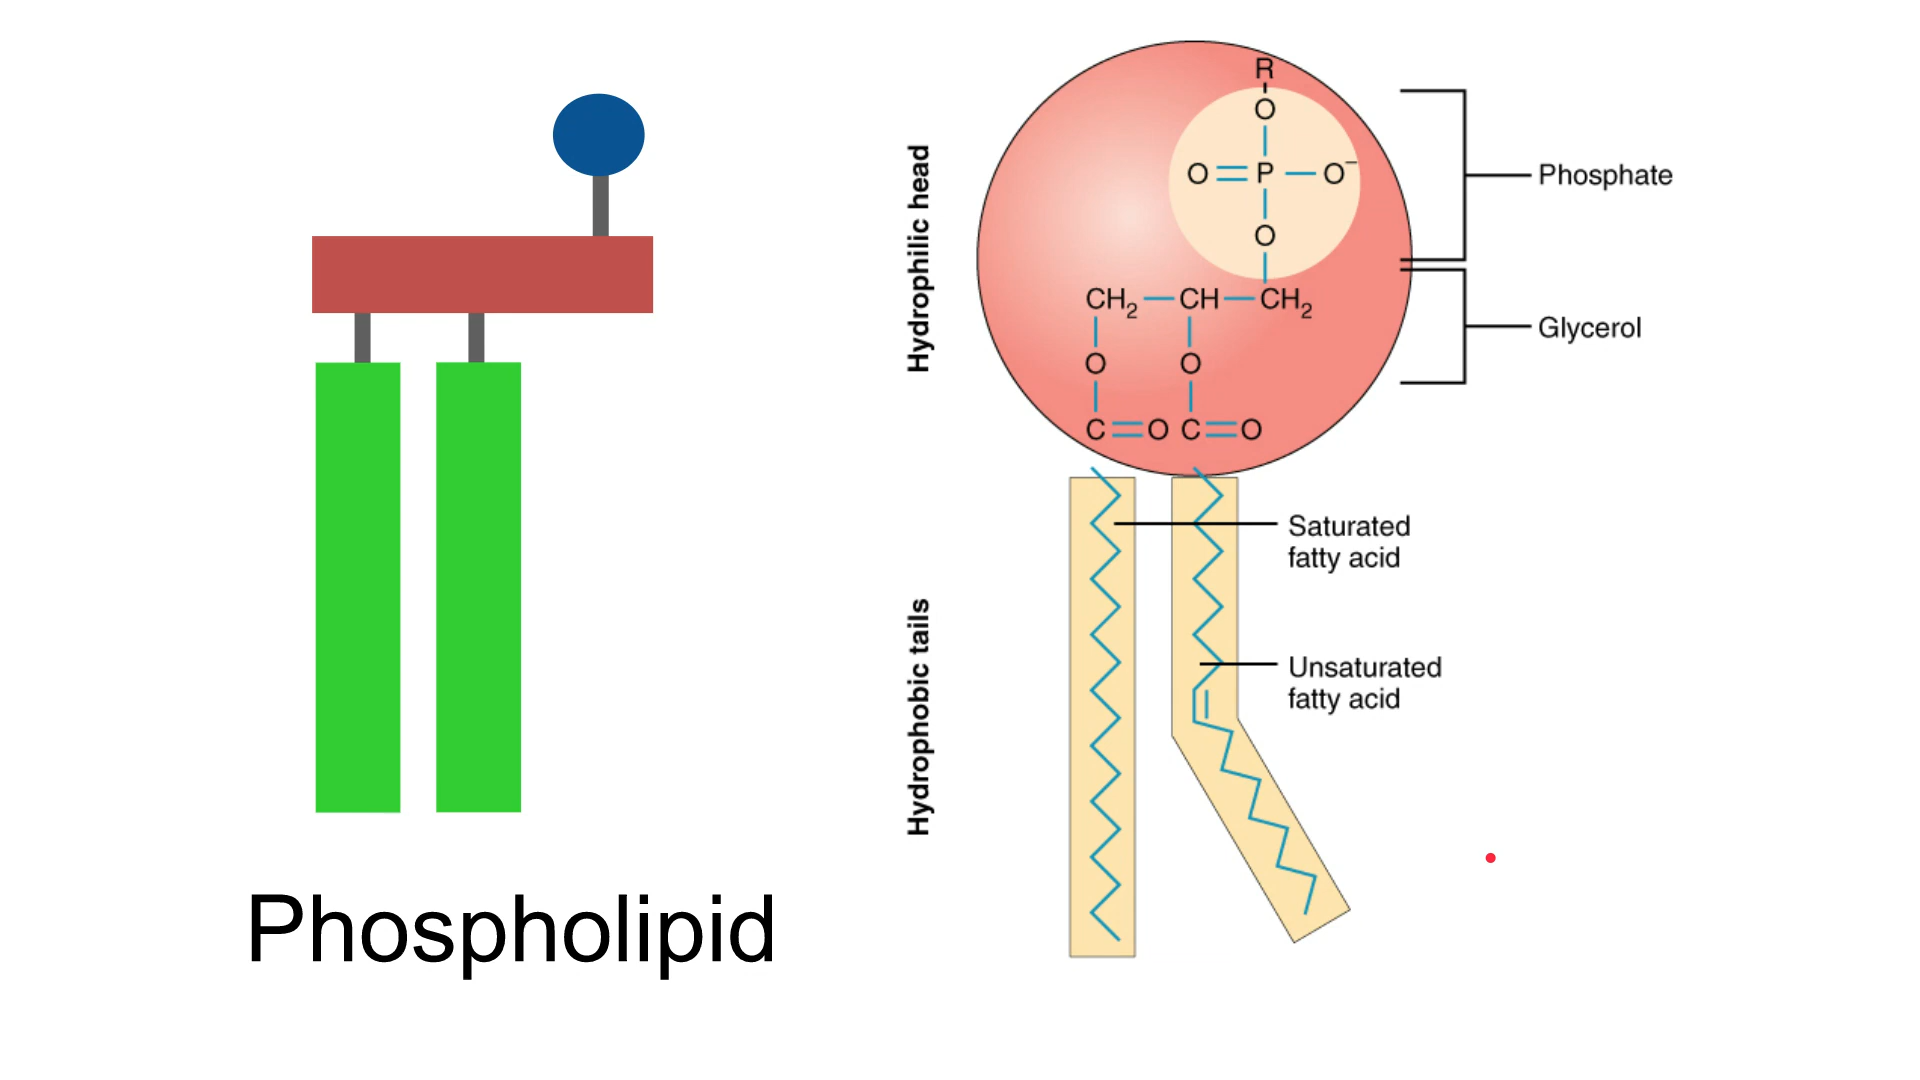 Phospholipid
Hydrophilic head
Hydrophobic tails
R
O
O=P–O⁻
O
CH₂–CH–CH₂
O O
C=O C=O
Phosphate
Glycerol
Saturated
fatty acid
Unsaturated
fatty acid